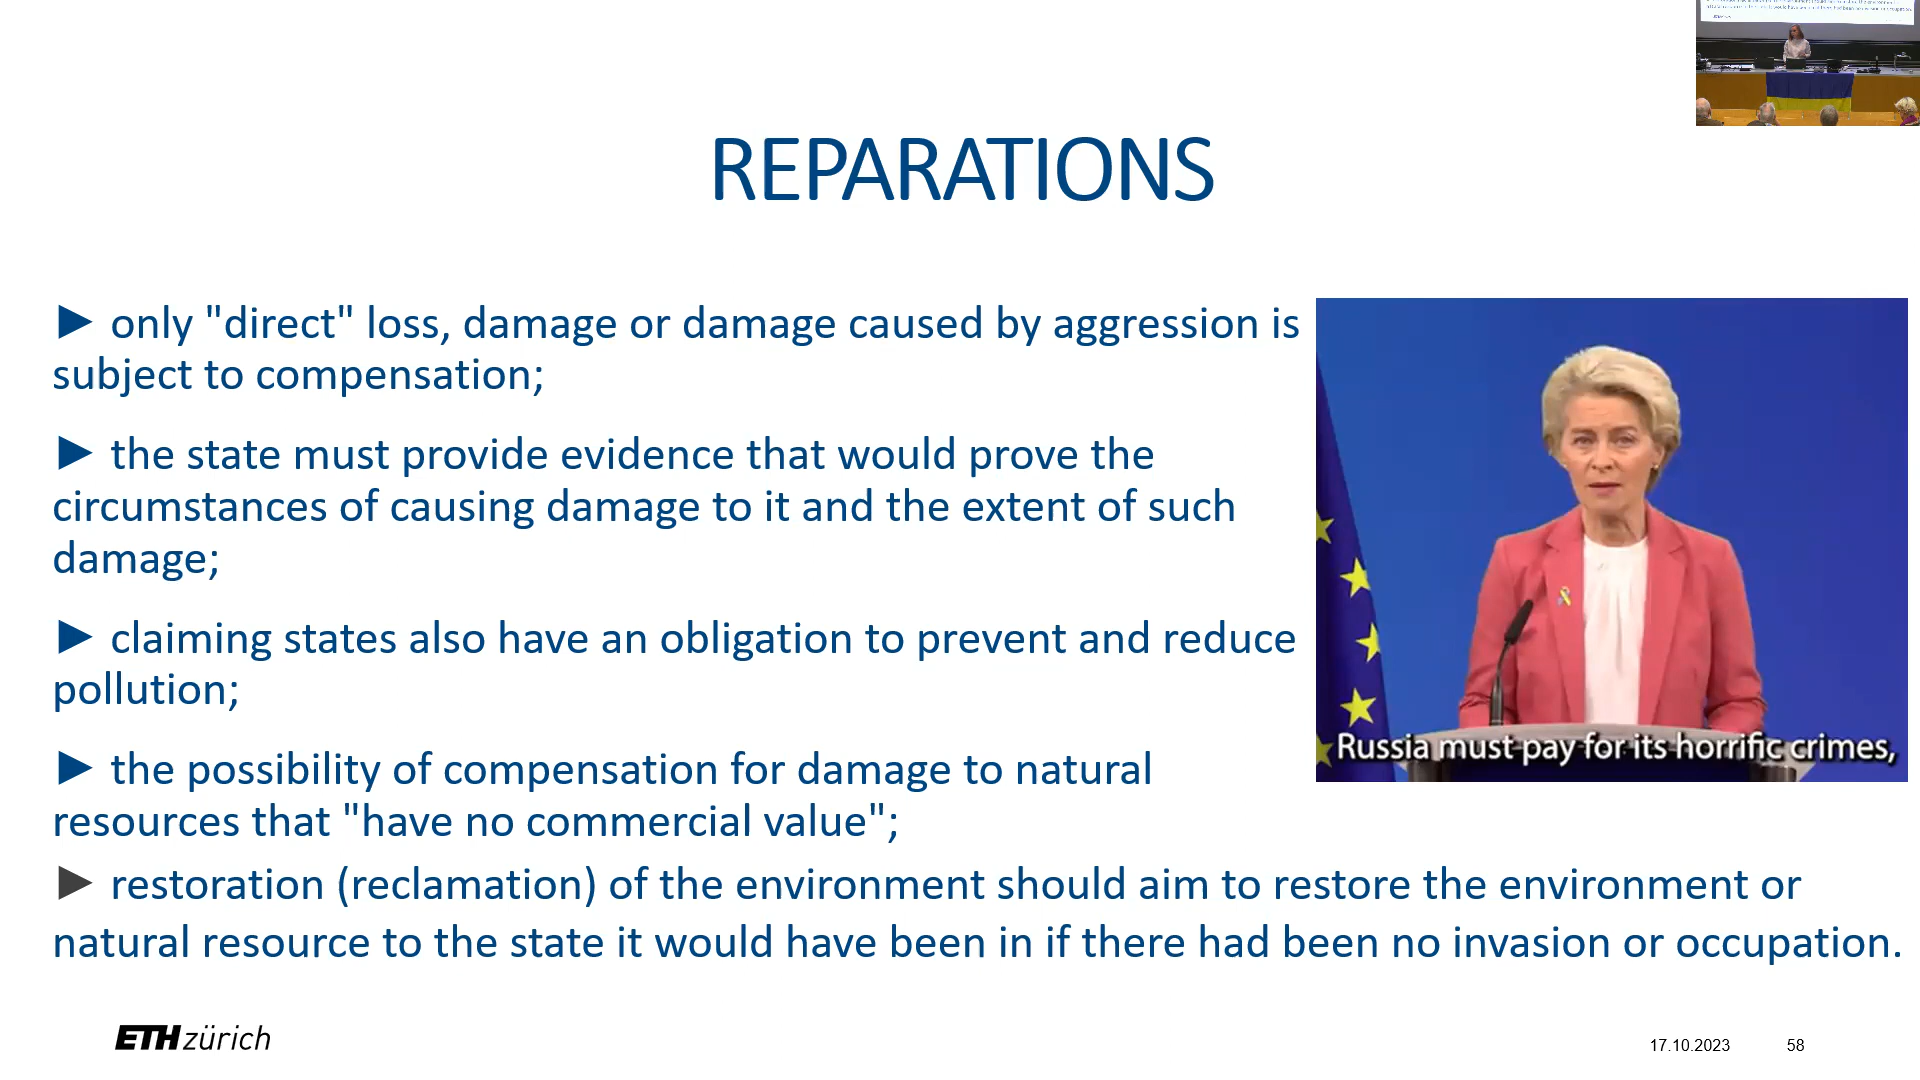 REPARATIONS
► only "direct" loss, damage or damage caused by aggression is
subject to compensation;
► the state must provide evidence that would prove the
circumstances of causing damage to it and the extent of such
damage;
► claiming states also have an obligation to prevent and reduce
pollution;
► the possibility of compensation for damage to natural
resources that "have no commercial value";
► restoration (reclamation) of the environment should aim to restore the environment or
natural resource to the state it would have been in if there had been no invasion or occupation.
Russia must pay for its horrific crimes,
ETH zürich
17.10.2023
58